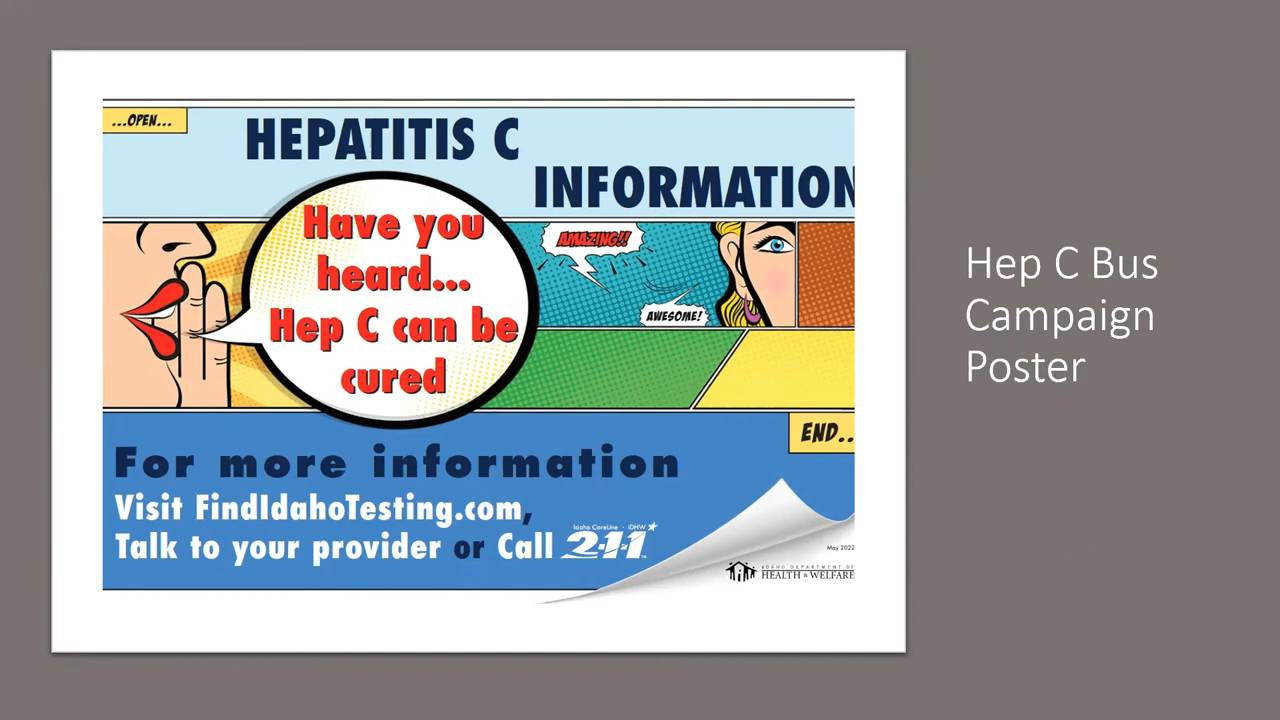 ...OPEN...
HEPATITIS C
INFORMATION
Have you
heard...
Hep C can be
cured
AMAZING!!
AWESOME!
END..
For more information
Visit FindIdahoTesting.com,
Talk to your provider or Call
Idaho CareLine • IDHW
2-1-1
TM
May 2022
IDAHO DEPARTMENT OF
HEALTH & WELFARE
Hep C Bus
Campaign
Poster